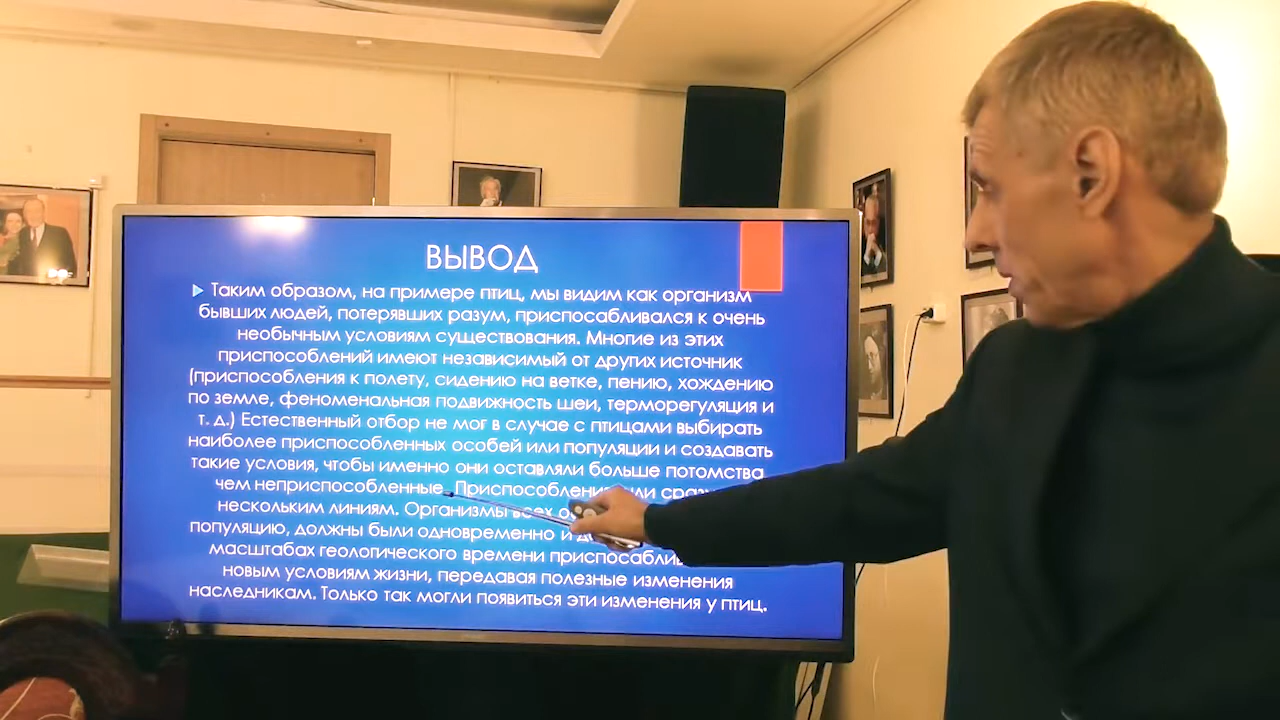 ВЫВОД
Таким образом, на примере птиц, мы видим как организм
бывших людей, потерявших разум, приспосабливался к очень
необычным условиям существования. Многие из этих
приспособлений имеют независимый от других источник
(приспособления к полету, сидению на ветке, пению, хождению
по земле, феноменальная подвижность шеи, терморегуляция и
т. д.) Естественный отбор не мог в случае с птицами выбирать
наиболее приспособленных особей или популяции и создавать
такие условия, чтобы именно они оставляли больше потомства,
чем неприспособленные. Приспособления
нескольким линиям. Организмы всех
популяцию, должны были одновременно и
масштабах геологического времени
новым условиям жизни, передавая полезные изменения
наследникам. Только так могли появиться эти изменения у птиц.